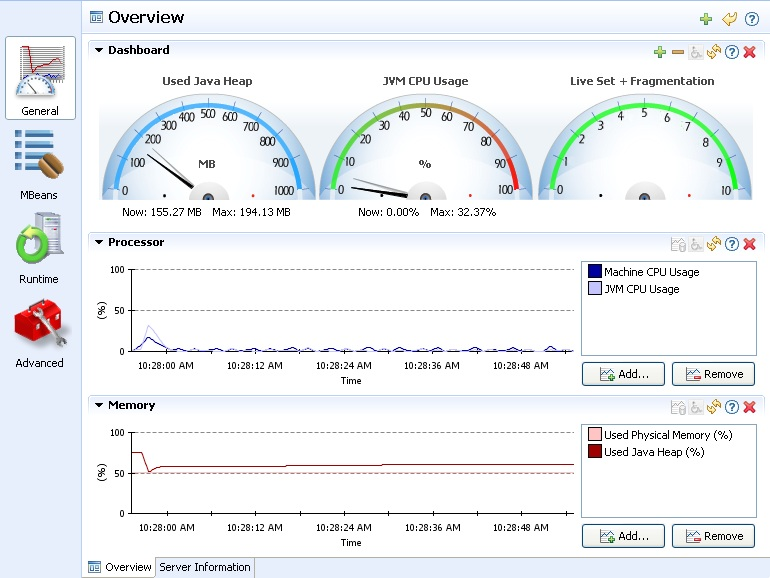 Overview
General
MBeans
Runtime
Advanced
Dashboard
Used Java Heap
0 100 200 300 400 500 600 700 800 900 1000
MB
Now: 155.27 MB Max: 194.13 MB
JVM CPU Usage
0 10 20 30 40 50 60 70 80 90 100
%
Now: 0.00% Max: 32.37%
Live Set + Fragmentation
0 1 2 3 4 5 6 7 8 9 10
Processor
100
50
0
(%)
10:28:00 AM 10:28:12 AM 10:28:24 AM 10:28:36 AM 10:28:48 AM
Time
Machine CPU Usage
JVM CPU Usage
Add... Remove
Memory
100
50
0
(%)
10:28:00 AM 10:28:12 AM 10:28:24 AM 10:28:36 AM 10:28:48 AM
Time
Used Physical Memory (%)
Used Java Heap (%)
Add... Remove
Overview Server Information